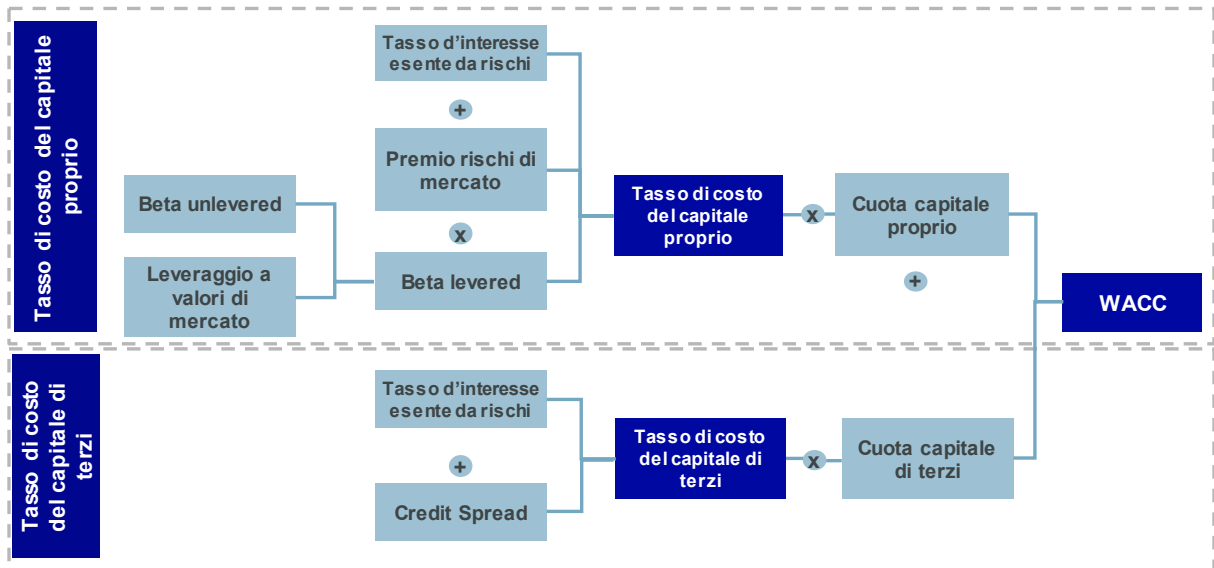 Tasso di costo del capitale
proprio
Tasso d'interesse
esente da rischi
+
Premio rischi di
mercato
x
Beta levered
Beta unlevered
Leveraggio a
valori di
mercato
Tasso di costo
del capitale
proprio
x
Cuota capitale
proprio
+
WACC
Tasso di costo
del capitale di
terzi
Tasso d'interesse
esente da rischi
+
Credit Spread
Tasso di costo
del capitale di
terzi
x
Cuota capitale
di terzi